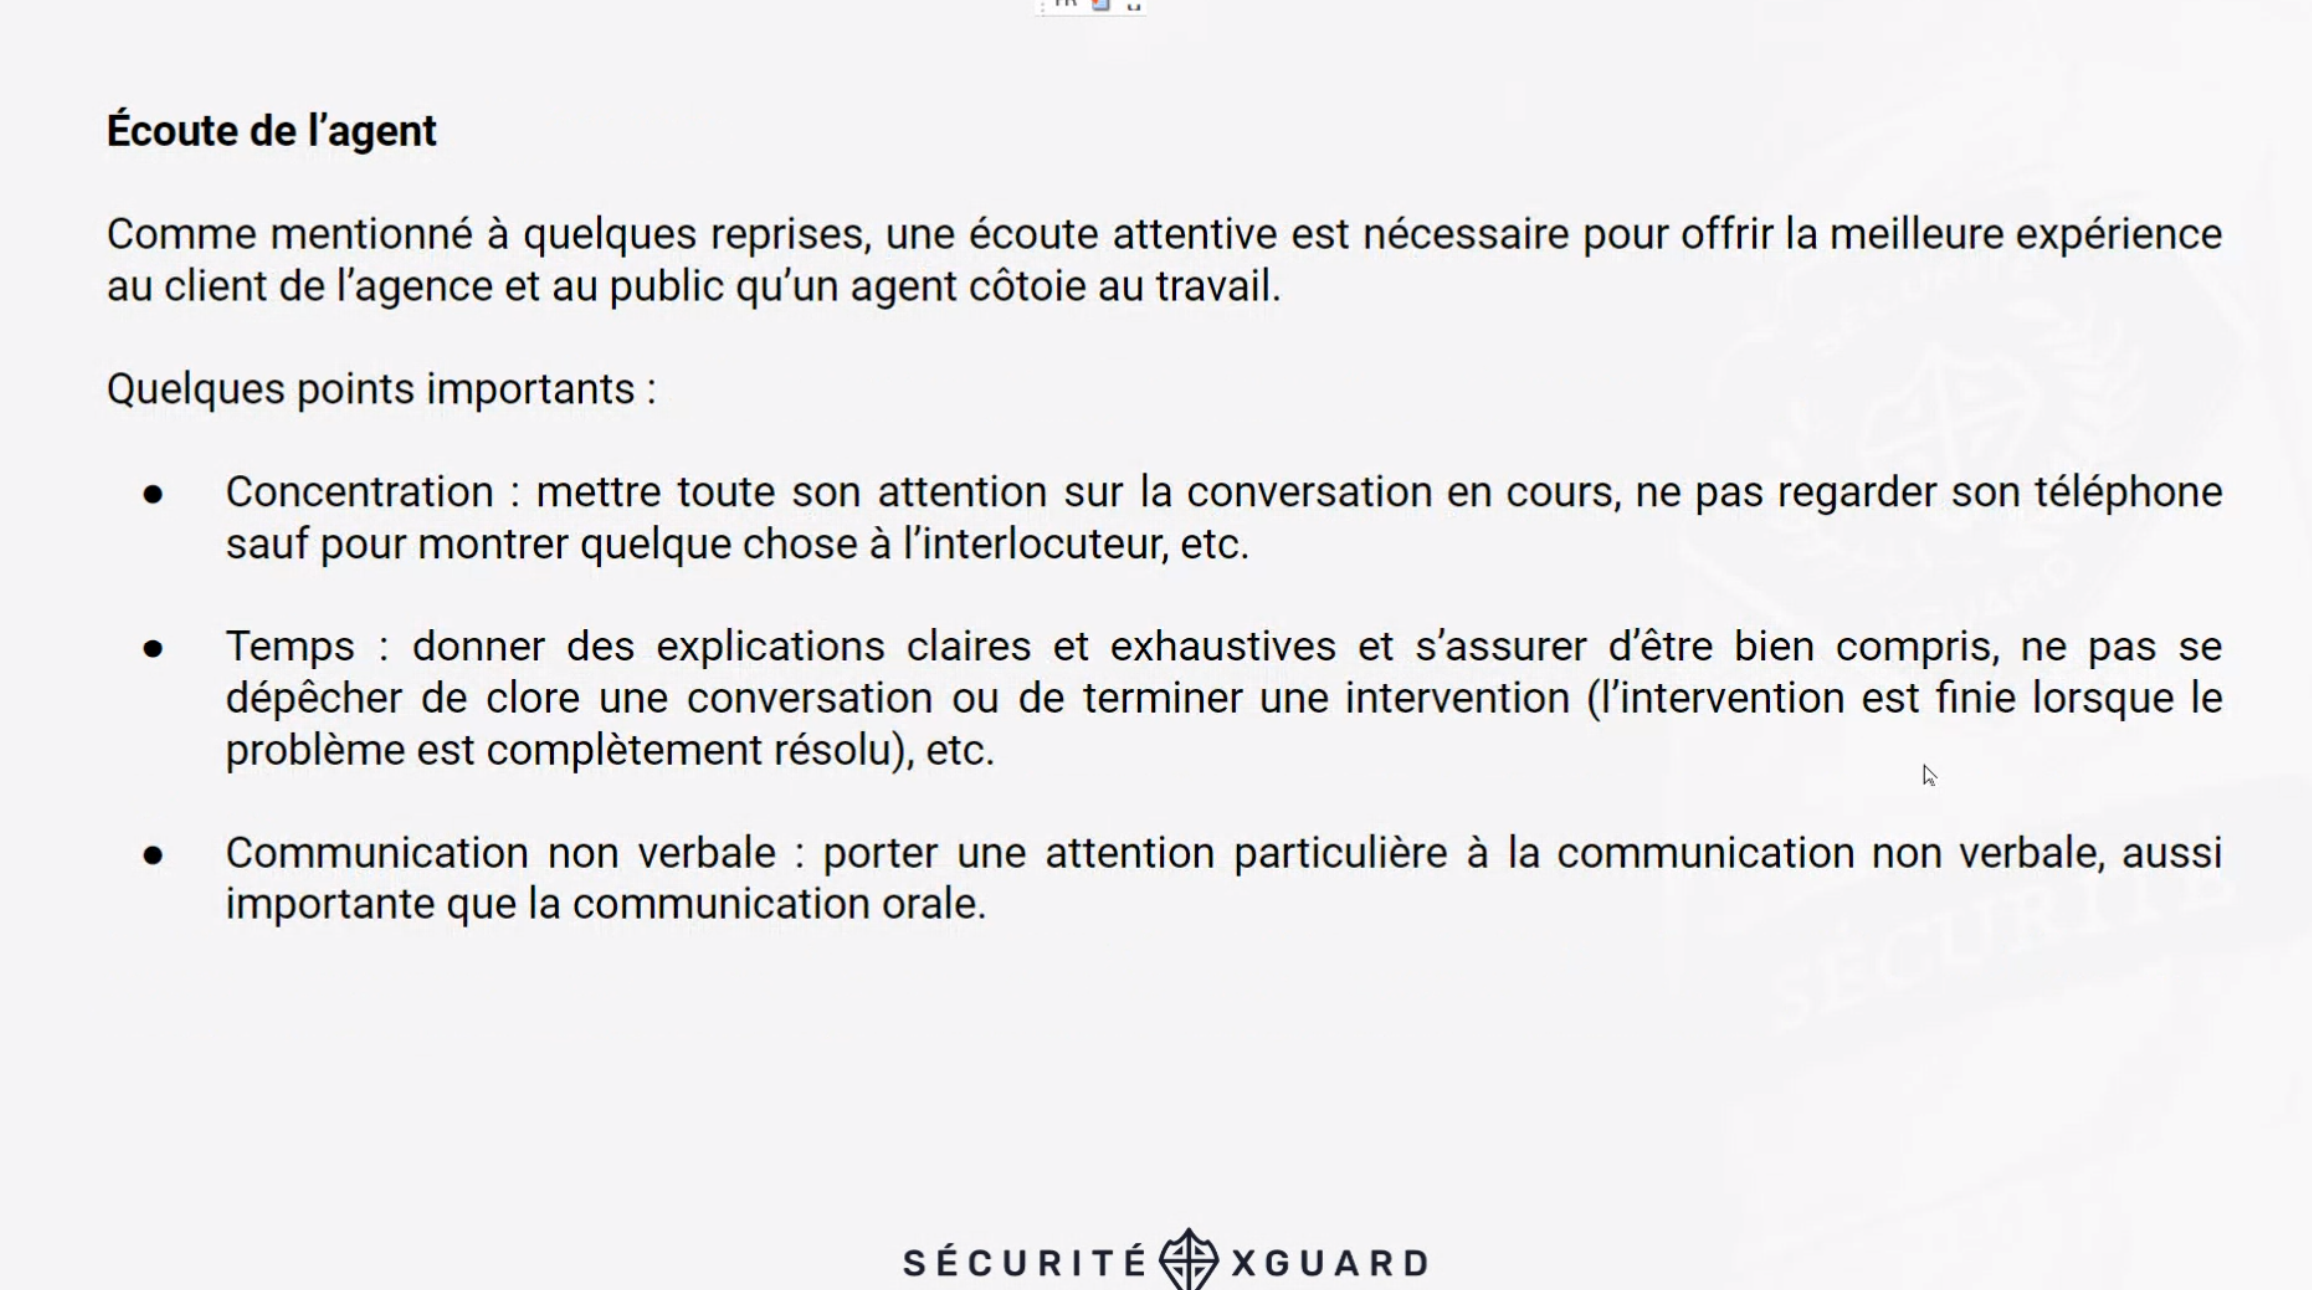 Écoute de l’agent
Comme mentionné à quelques reprises, une écoute attentive est nécessaire pour offrir la meilleure expérience
au client de l’agence et au public qu’un agent côtoie au travail.
Quelques points importants :
● Concentration : mettre toute son attention sur la conversation en cours, ne pas regarder son téléphone
sauf pour montrer quelque chose à l’interlocuteur, etc.
● Temps : donner des explications claires et exhaustives et s’assurer d’être bien compris, ne pas se
dépêcher de clore une conversation ou de terminer une intervention (l’intervention est finie lorsque le
problème est complètement résolu), etc.
● Communication non verbale : porter une attention particulière à la communication non verbale, aussi
importante que la communication orale.
SÉCURITÉ
SÉCURITÉ XGUARD